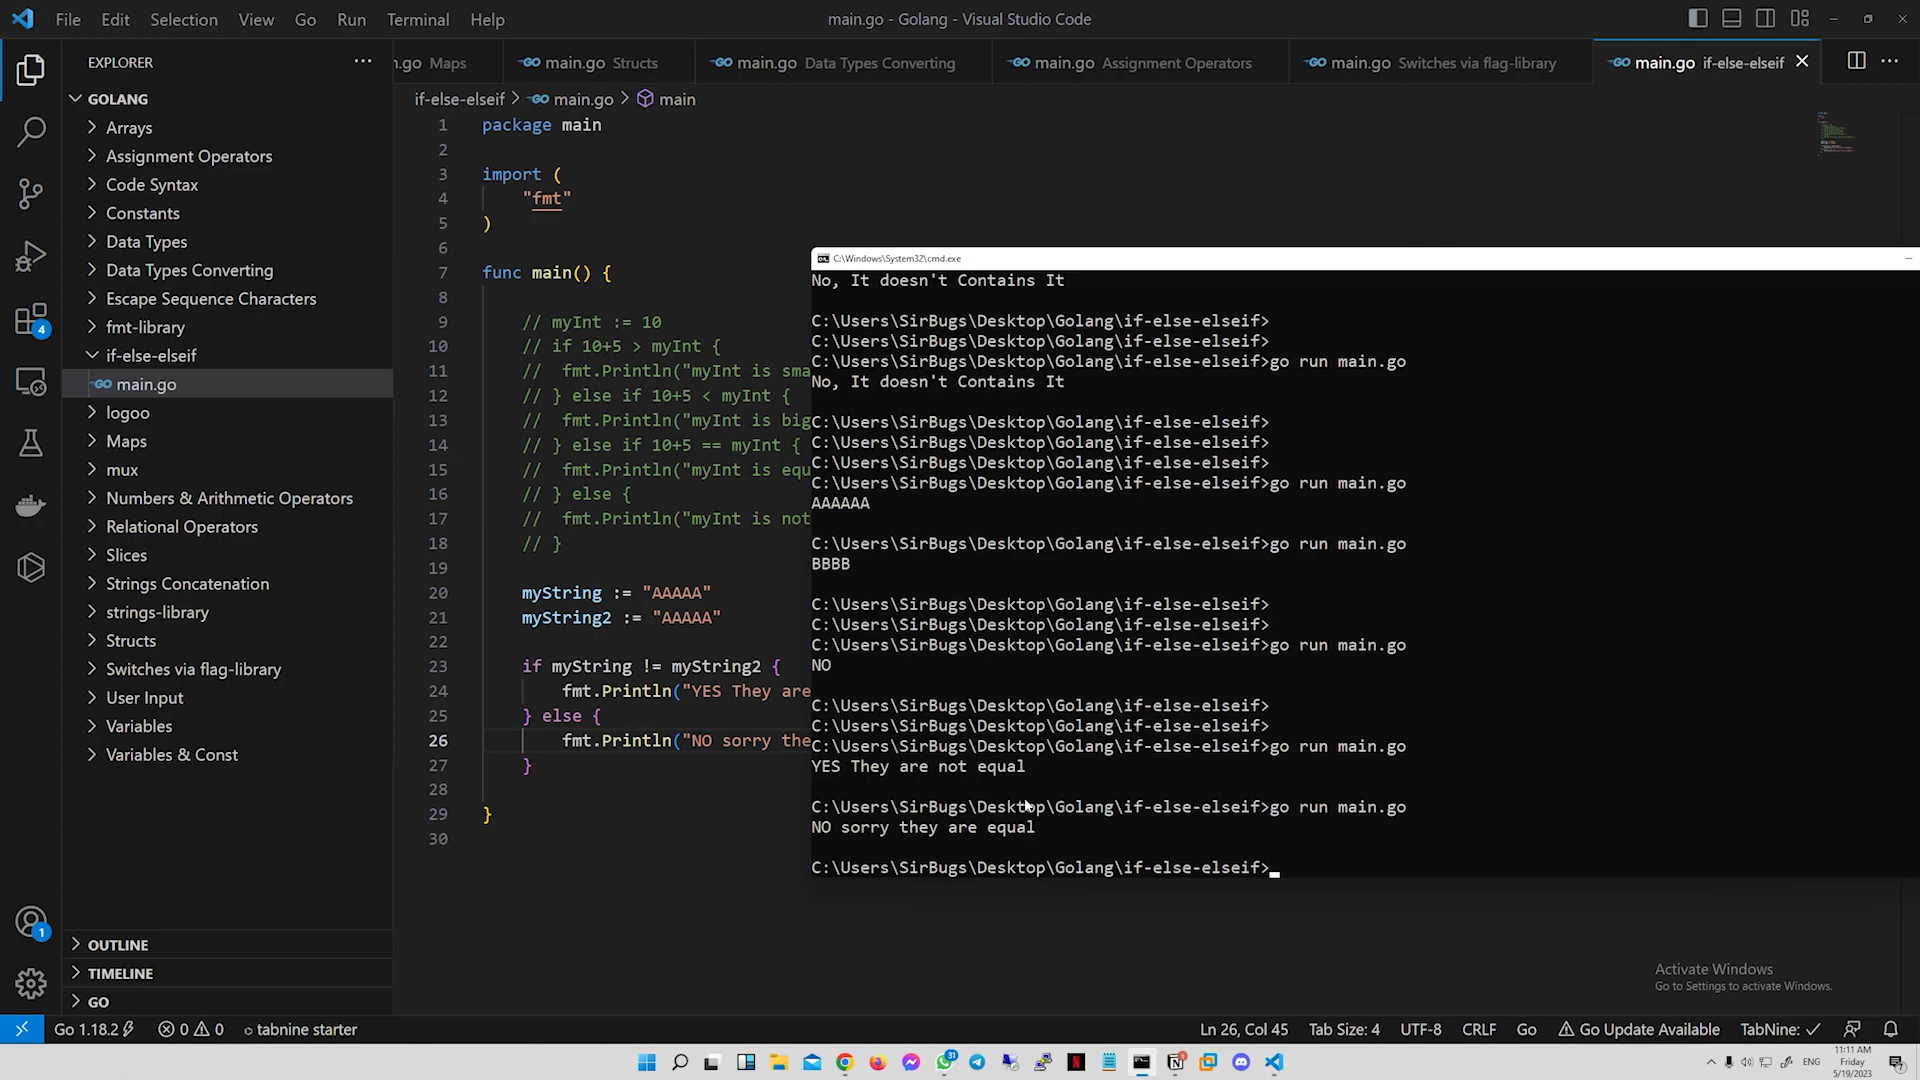 File Edit Selection View Go Run Terminal Help
main.go - Golang - Visual Studio Code
EXPLORER
GOLANG
Arrays
Assignment Operators
Code Syntax
Constants
Data Types
Data Types Converting
Escape Sequence Characters
fmt-library
if-else-elseif
main.go
logoo
Maps
mux
Numbers & Arithmetic Operators
Relational Operators
Slices
Strings Concatenation
strings-library
Structs
Switches via flag-library
User Input
Variables
Variables & Const
OUTLINE
TIMELINE
GO
4
1
n.go Maps
main.go Structs
main.go Data Types Converting
main.go Assignment Operators
main.go Switches via flag-library
main.go if-else-elseif
if-else-elseif > main.go > main
1 package main
2
3 import (
4 "fmt"
5 )
6
7 func main() {
8
9 // myInt := 10
10 // if 10+5 > myInt {
11 // fmt.Println("myInt is sma
12 // } else if 10+5 < myInt {
13 // fmt.Println("myInt is big
14 // } else if 10+5 == myInt {
15 // fmt.Println("myInt is equ
16 // } else {
17 // fmt.Println("myInt is not
18 // }
19
20 myString := "AAAAA"
21 myString2 := "AAAAA"
22
23 if myString != myString2 {
24 fmt.Println("YES They are
25 } else {
26 fmt.Println("NO sorry the
27 }
28
29 }
30
C:\Windows\System32\cmd.exe
No, It doesn't Contains It
C:\Users\SirBugs\Desktop\Golang\if-else-elseif>
C:\Users\SirBugs\Desktop\Golang\if-else-elseif>
C:\Users\SirBugs\Desktop\Golang\if-else-elseif>go run main.go
No, It doesn't Contains It
C:\Users\SirBugs\Desktop\Golang\if-else-elseif>
C:\Users\SirBugs\Desktop\Golang\if-else-elseif>
C:\Users\SirBugs\Desktop\Golang\if-else-elseif>
C:\Users\SirBugs\Desktop\Golang\if-else-elseif>go run main.go
AAAAAA
C:\Users\SirBugs\Desktop\Golang\if-else-elseif>go run main.go
BBBB
C:\Users\SirBugs\Desktop\Golang\if-else-elseif>
C:\Users\SirBugs\Desktop\Golang\if-else-elseif>
C:\Users\SirBugs\Desktop\Golang\if-else-elseif>go run main.go
NO
C:\Users\SirBugs\Desktop\Golang\if-else-elseif>
C:\Users\SirBugs\Desktop\Golang\if-else-elseif>
C:\Users\SirBugs\Desktop\Golang\if-else-elseif>go run main.go
YES They are not equal
C:\Users\SirBugs\Desktop\Golang\if-else-elseif>go run main.go
NO sorry they are equal
C:\Users\SirBugs\Desktop\Golang\if-else-elseif>
Activate Windows
Go to Settings to activate Windows.
Go 1.18.2 0 0 tabnine starter
Ln 26, Col 45 Tab Size: 4 UTF-8 CRLF Go Go Update Available TabNine:
31
ENG
11:11 AM
Friday
5/19/2023